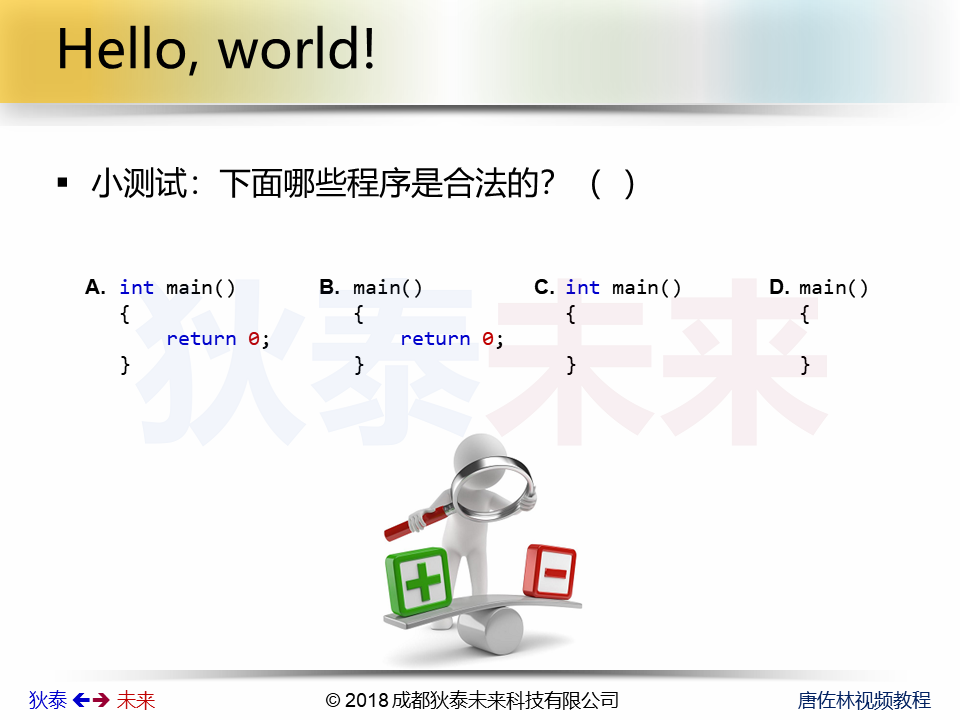 Hello, world!
▪ 小测试：下面哪些程序是合法的？（ ）
A. int main()
{
    return 0;
}
B. main()
{
    return 0;
}
C. int main()
{

}
D. main()
{

}
狄泰未来
狄泰 ←→ 未来
© 2018 成都狄泰未来科技有限公司
唐佐林视频教程